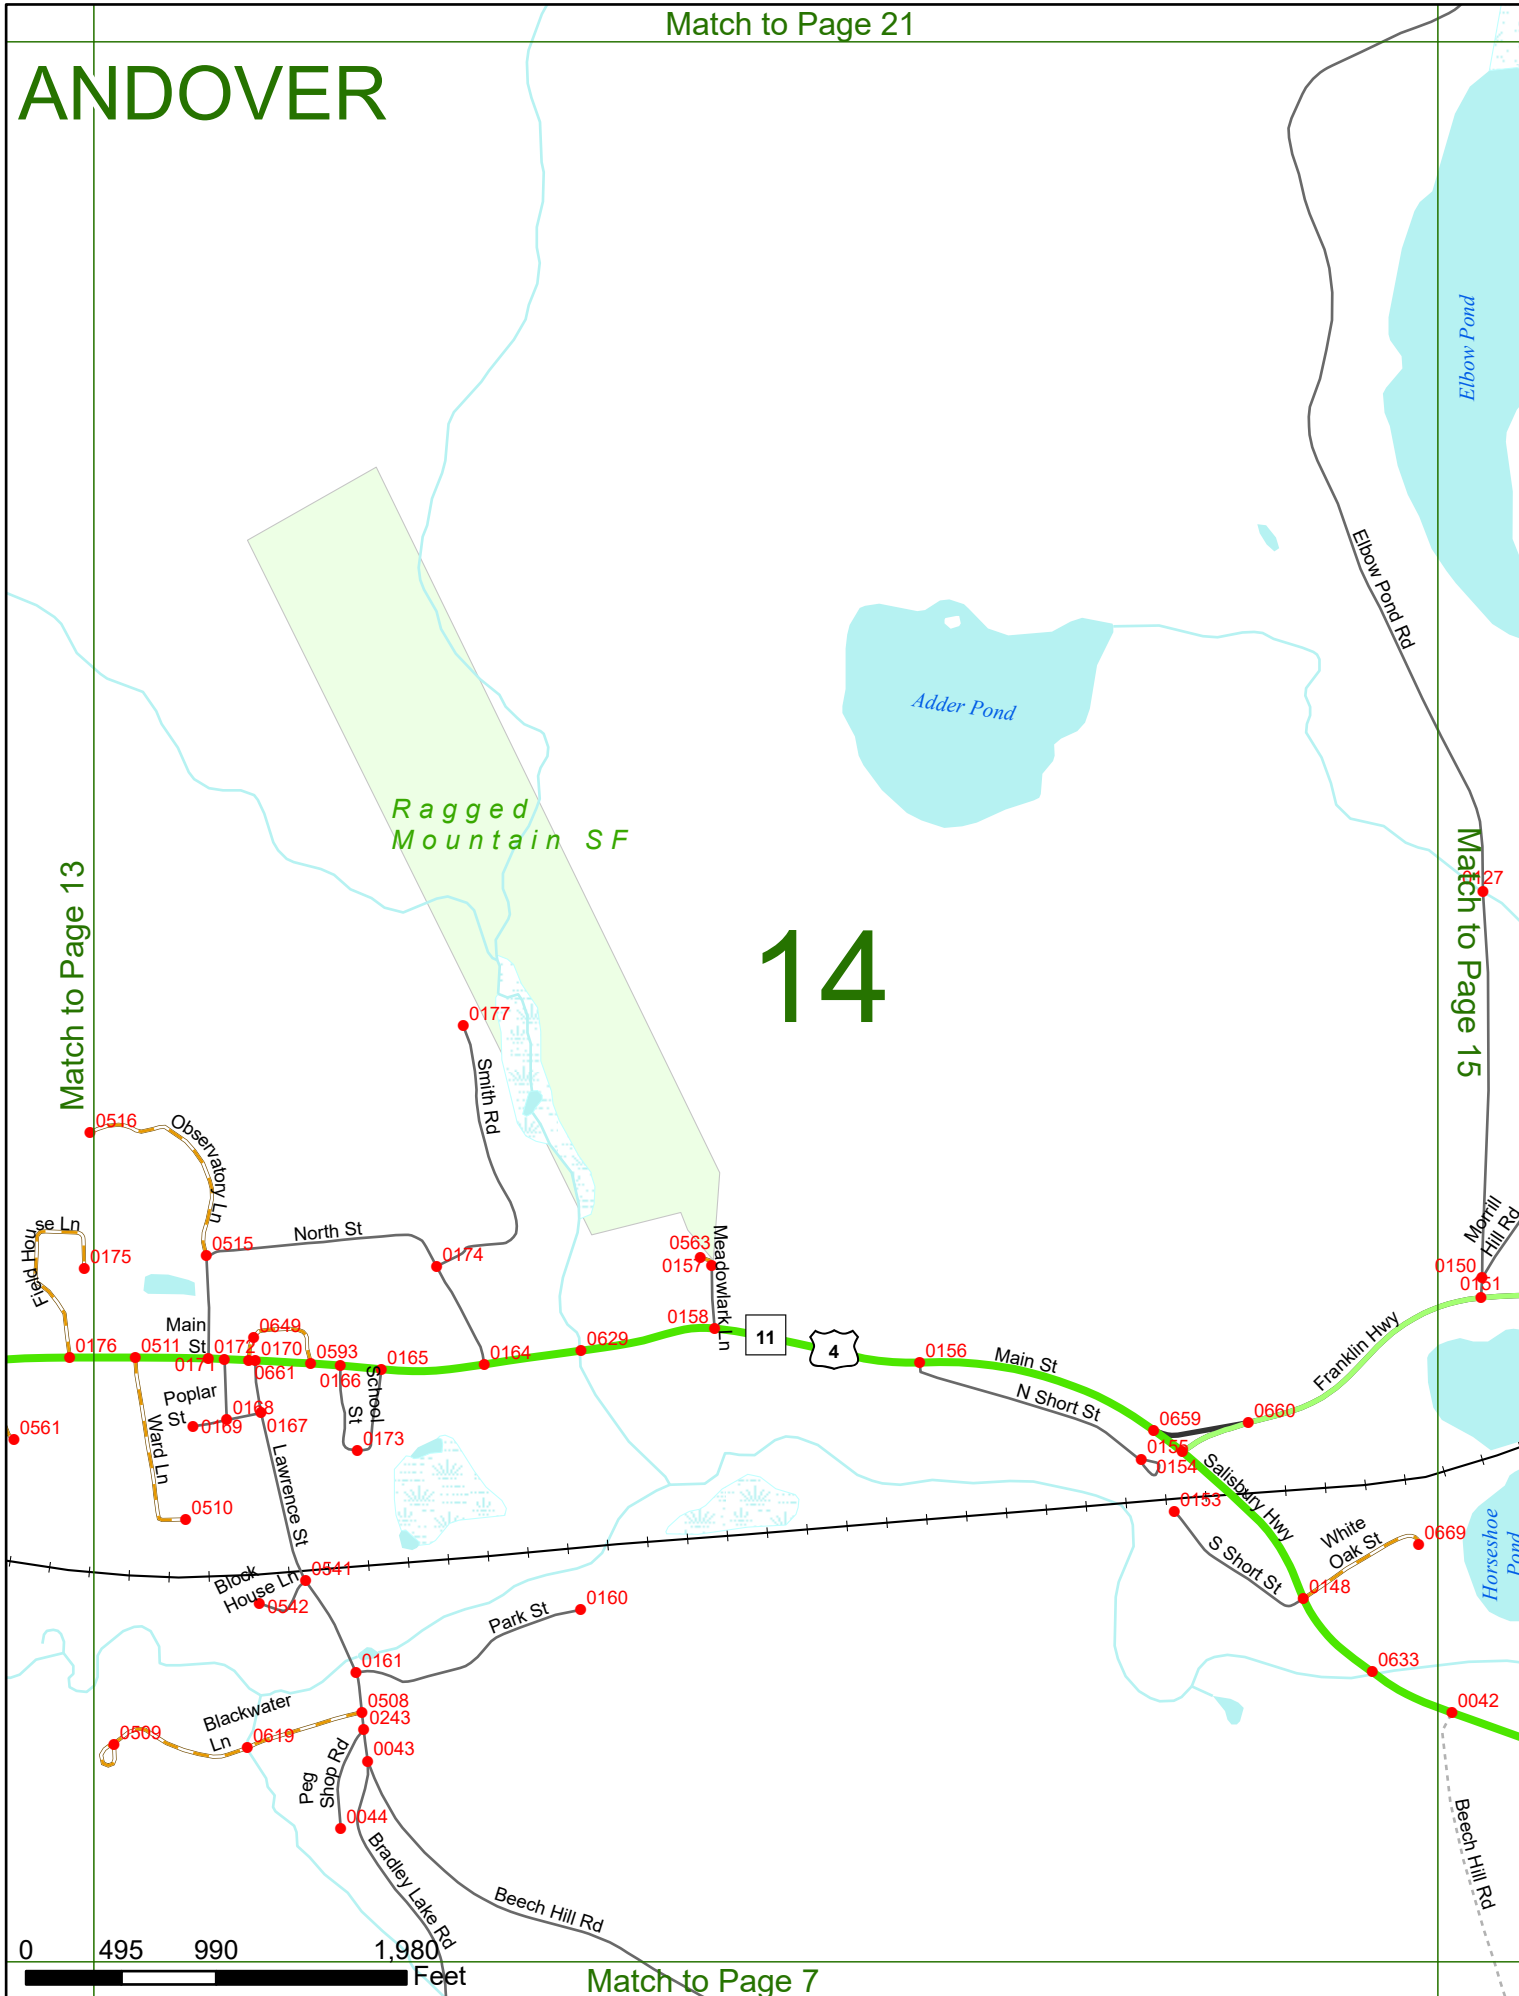 Match to Page 21
ANDOVER
Elbow Pond
Elbow Pond Rd
Adder Pond
Ragged
Mountain SF
Match to Page 13
14
Match to Page 15
0127
0177
Smith Rd
0516
Observatory Ln
Field Hou
se Ln
0175
0515
North St
0174
0563
0157
Meadowlark Ln
Morrill
Hill Rd
0150
0151
0158
11
4
Main
St
0649
0176
0511
0171
0172
0170
0661
0593
0166
0165
0164
0629
0156
Main St
Franklin Hwy
N Short St
School
St
Poplar
St
0169
0168
0167
0561
Ward Ln
Lawrence St
0173
0659
0660
0155
0154
Salisbury Hwy
0510
0153
S Short St
White
Oak St
0669
Horseshoe
Pond
Block
House Ln
0541
0542
0148
Park St
0160
0161
0633
0042
Blackwater
Ln
0508
0243
0509
0619
0043
Peg
Shop Rd
0044
Bradley Lake Rd
Beech Hill Rd
Beech Hill Rd
0 495 990 1,980
Feet
Match to Page 7